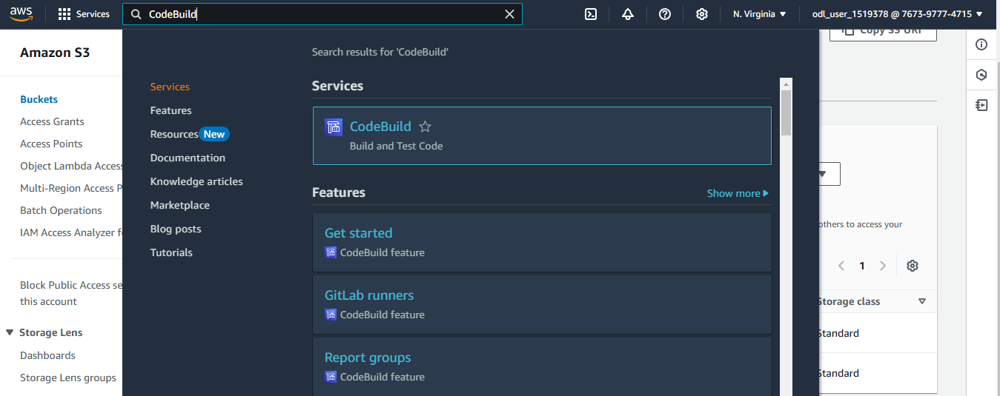 aws
Services
CodeBuild
N. Virginia
odl_user_1519378 @ 7673-9777-4715
Amazon S3
Buckets
Access Grants
Access Points
Object Lambda Access
Multi-Region Access P
Batch Operations
IAM Access Analyzer fo
Block Public Access se
this account
Storage Lens
Dashboards
Storage Lens groups
Search results for 'CodeBuild'
Services
Features
Resources New
Documentation
Knowledge articles
Marketplace
Blog posts
Tutorials
Services
CodeBuild
Build and Test Code
Features
Show more
Get started
CodeBuild feature
GitLab runners
CodeBuild feature
Report groups
CodeBuild feature
Copy S3 URI
others to access your
1
Storage class
Standard
Standard